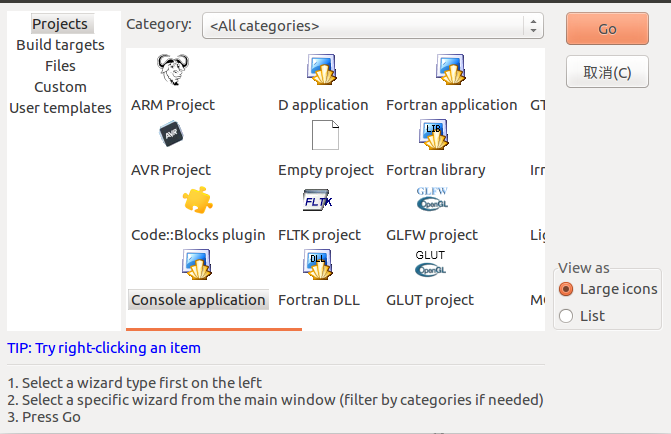 Projects
Build targets
Files
Custom
User templates
Category: <All categories>
Go
取消(C)
ARM Project
D application
Fortran application
GT
AVR
AVR Project
Empty project
LIB
Fortran library
Irr
Code::Blocks plugin
FLTK
FLTK project
GLFW
OpenGL
GLFW project
Lig
Console application
DLL
Fortran DLL
GLUT
OpenGL
GLUT project
View as
Large icons
List
TIP: Try right-clicking an item
1. Select a wizard type first on the left
2. Select a specific wizard from the main window (filter by categories if needed)
3. Press Go